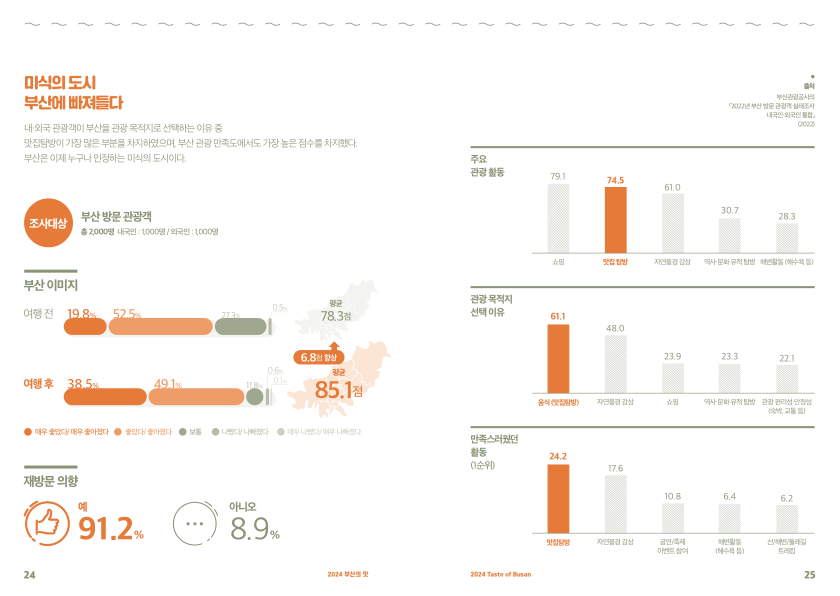 미식의 도시
부산에 빠져들다
내·외국 관광객이 부산을 관광 목적지로 선택하는 이유 중
맛집탐방이 가장 많은 부분을 차지하였으며, 부산 관광 만족도에서도 가장 높은 점수를 차지했다.
부산은 이제 누구나 인정하는 미식의 도시이다.
조사대상
부산 방문 관광객
총 2,000명 내국인 : 1,000명 / 외국인 : 1,000명
부산 이미지
여행 전
19.8%
52.5%
27.3%
0.5%
평균
78.3점
6.8점 향상
여행 후
38.5%
49.1%
11.8%
0.6%
0.1%
평균
85.1점
매우 좋았다/ 매우 좋아졌다
좋았다/ 좋아졌다
보통
나빴다/ 나빠졌다
매우 나빴다/ 매우 나빠졌다
재방문 의향
예
91.2%
아니오
8.9%
24
2024 부산의 맛
출처
부산관광공사의
「2022년 부산 방문 관광객 실태조사
내국인·외국인 통합」
(2022)
주요
관광 활동
79.1
74.5
61.0
30.7
28.3
쇼핑
맛집 탐방
자연풍경 감상
역사·문화 유적 탐방
해변활동 (해수욕 등)
관광 목적지
선택 이유
61.1
48.0
23.9
23.3
22.1
음식 (맛집탐방)
자연풍경 감상
쇼핑
역사·문화 유적 탐방
관광 편리성·안정성
(숙박, 교통 등)
만족스러웠던
활동
(1순위)
24.2
17.6
10.8
6.4
6.2
맛집탐방
자연풍경 감상
공연/축제
이벤트 참여
해변활동
(해수욕 등)
산/해변/둘레길
트레킹
2024 Taste of Busan
25